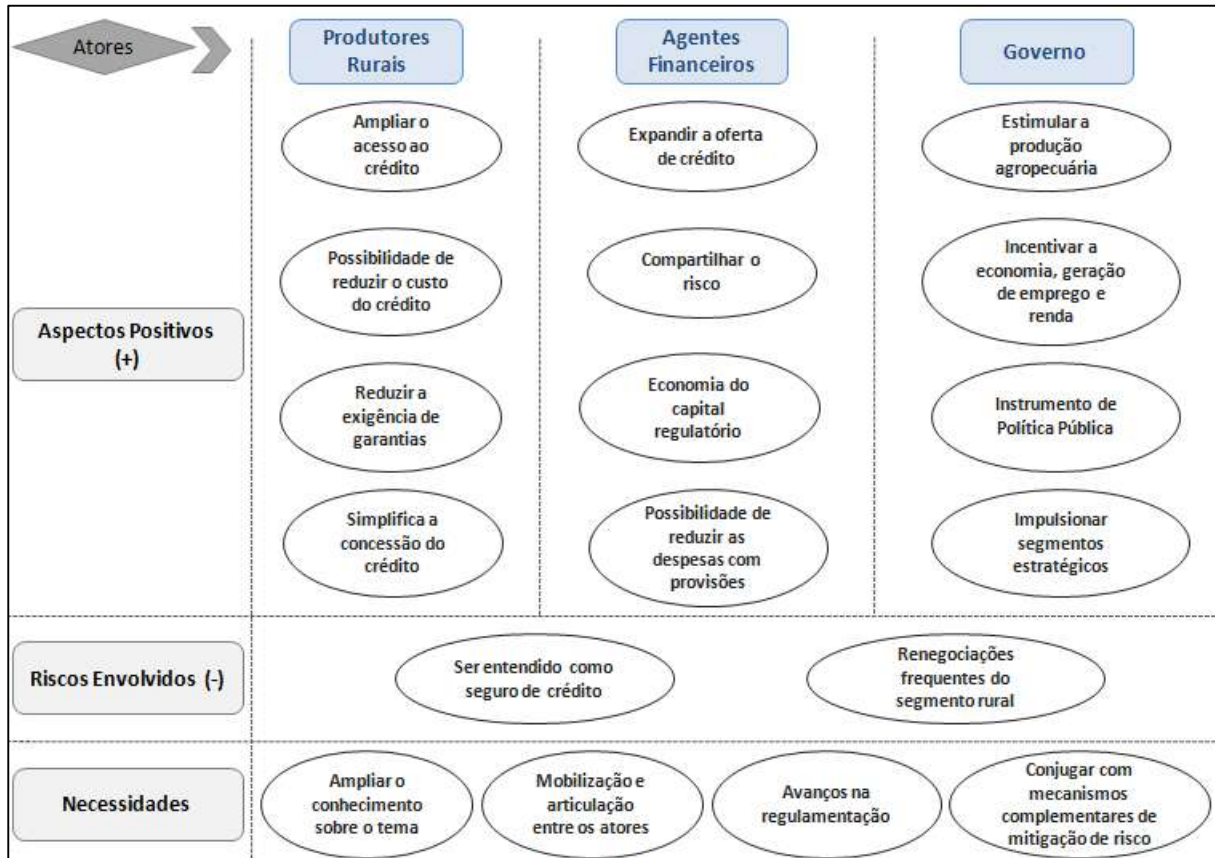 Atores
Produtores
Rurais
Agentes
Financeiros
Governo
Aspectos Positivos
(+)
Ampliar o
acesso ao
crédito
Expandir a oferta
de crédito
Estimular a
produção
agropecuária
Possibilidade de
reduzir o custo
do crédito
Compartilhar o
risco
Incentivar a
economia, geração
de emprego e
renda
Reduzir a
exigência de
garantias
Economia do
capital
regulatório
Instrumento de
Política Pública
Simplifica a
concessão do
crédito
Possibilidade de
reduzir as
despesas com
provisões
Impulsionar
segmentos
estratégicos
Riscos Envolvidos (-)
Ser entendido como
seguro de crédito
Renegociações
frequentes do
segmento rural
Necessidades
Ampliar o
conhecimento
sobre o tema
Mobilização e
articulação
entre os atores
Avanços na
regulamentação
Conjugar com
mecanismos
complementares de
mitigação de risco